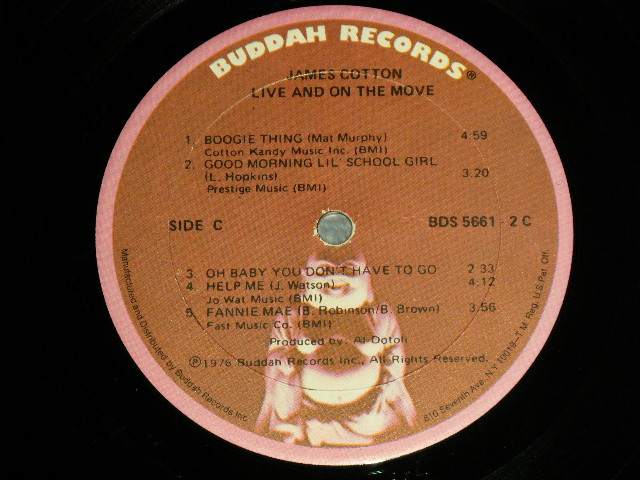 BUDDAH RECORDS®
JAMES COTTON
LIVE AND ON THE MOVE
1. BOOGIE THING (Mat Murphy) 4:59
Cotton Kandy Music Inc. (BMI)
2. GOOD MORNING LIL' SCHOOL GIRL
(L. Hopkins) 3.20
Prestige Music (BMI)
SIDE C BDS 5661-2 C
3. OH BABY YOU DON'T HAVE TO GO 2 33
4. HELP ME (J. Watson) 4:12
Jo Wat Music (BMI)
5. FANNIE MAE (B. Robinson/B. Brown) 3.56
Fast Music Co. (BMI)
Produced by: Al Dotoli
℗1976 Buddah Records Inc., All Rights Reserved.
Manufactured and Distributed by Buddah Records Inc.
810 Seventh Ave. N.Y. NY 10019-T.M. Reg. U.S. Pat Off.